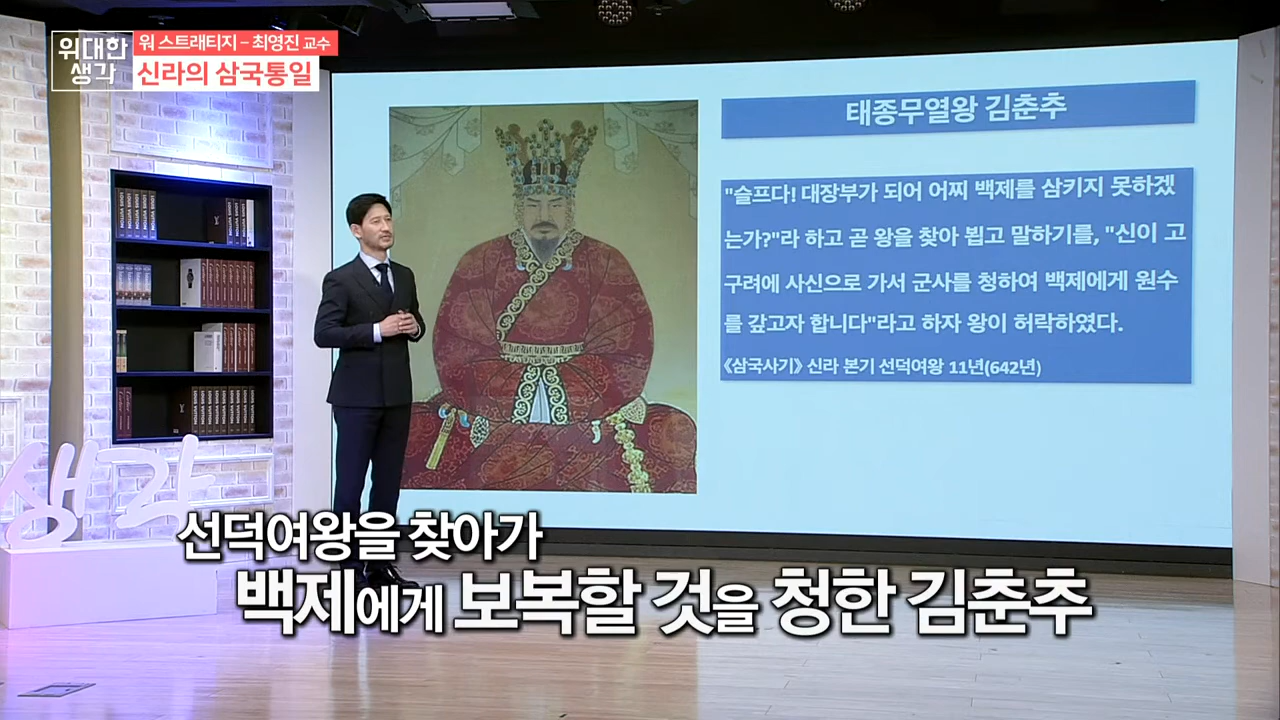 위대한
생각
워 스트래티지 – 최영진 교수
신라의 삼국통일
태종무열왕 김춘추
"슬프다! 대장부가 되어 어찌 백제를 삼키지 못하겠
는가?"라 하고 곧 왕을 찾아 뵙고 말하기를, "신이 고
구려에 사신으로 가서 군사를 청하여 백제에게 원수
를 갚고자 합니다"라고 하자 왕이 허락하였다.
《삼국사기》 신라 본기 선덕여왕 11년(642년)
생각
선덕여왕을 찾아가
백제에게 보복할 것을 청한 김춘추